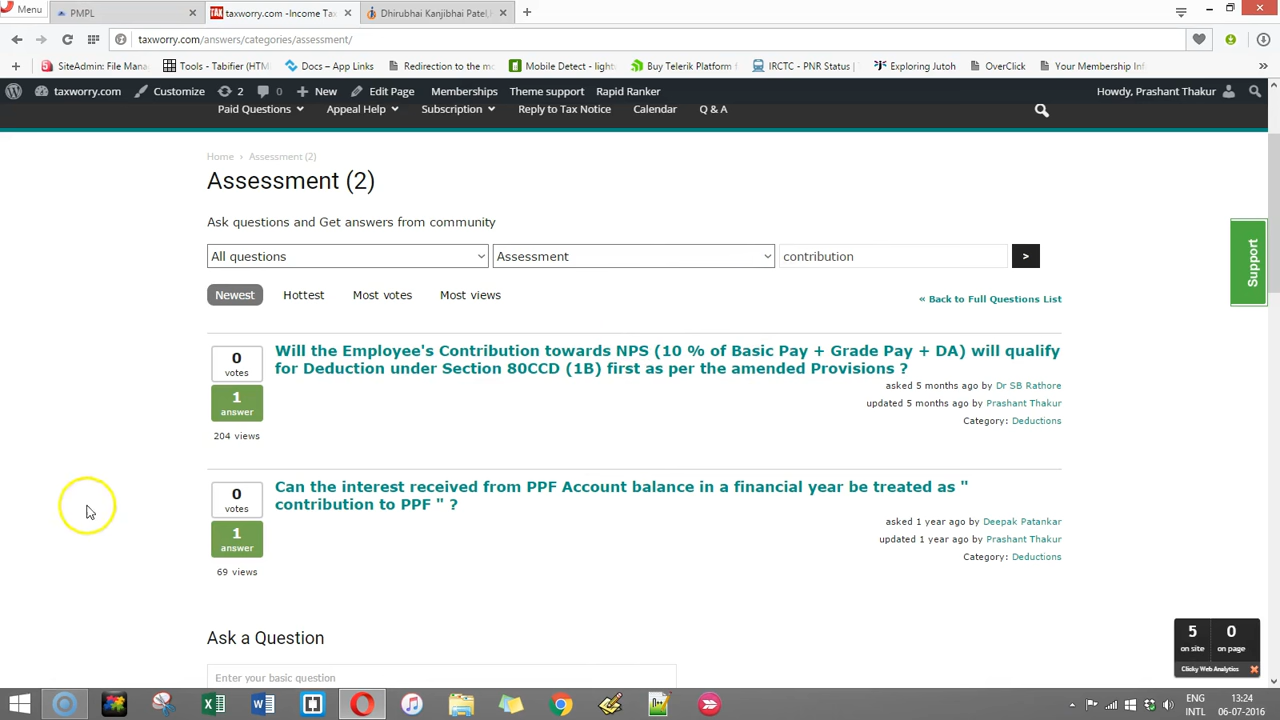 Menu
PMPL
TAX taxworry.com -Income Tax
Dhirubhai Kanjibhai Patel
taxworry.com/answers/categories/assessment/
SiteAdmin: File Mana
Tools - Tabifier (HTM
Docs – App Links
Redirection to the mo
Mobile Detect - light
Buy Telerik Platform
IRCTC - PNR Status |
Exploring Jutoh
OverClick
Your Membership Inf
taxworry.com
Customize
2
0
New
Edit Page
Memberships
Theme support
Rapid Ranker
Howdy, Prashant Thakur
Paid Questions
Appeal Help
Subscription
Reply to Tax Notice
Calendar
Q & A
Home › Assessment (2)
Assessment (2)
Ask questions and Get answers from community
All questions
Assessment
contribution
>
Newest
Hottest
Most votes
Most views
« Back to Full Questions List
0
votes
1
answer
204 views
Will the Employee's Contribution towards NPS (10 % of Basic Pay + Grade Pay + DA) will qualify
for Deduction under Section 80CCD (1B) first as per the amended Provisions ?
asked 5 months ago by Dr SB Rathore
updated 5 months ago by Prashant Thakur
Category: Deductions
0
votes
1
answer
69 views
Can the interest received from PPF Account balance in a financial year be treated as "
contribution to PPF " ?
asked 1 year ago by Deepak Patankar
updated 1 year ago by Prashant Thakur
Category: Deductions
Ask a Question
Enter your basic question
Support
5
on site
0
on page
Clicky Web Analytics
ENG
INTL
13:24
06-07-2016